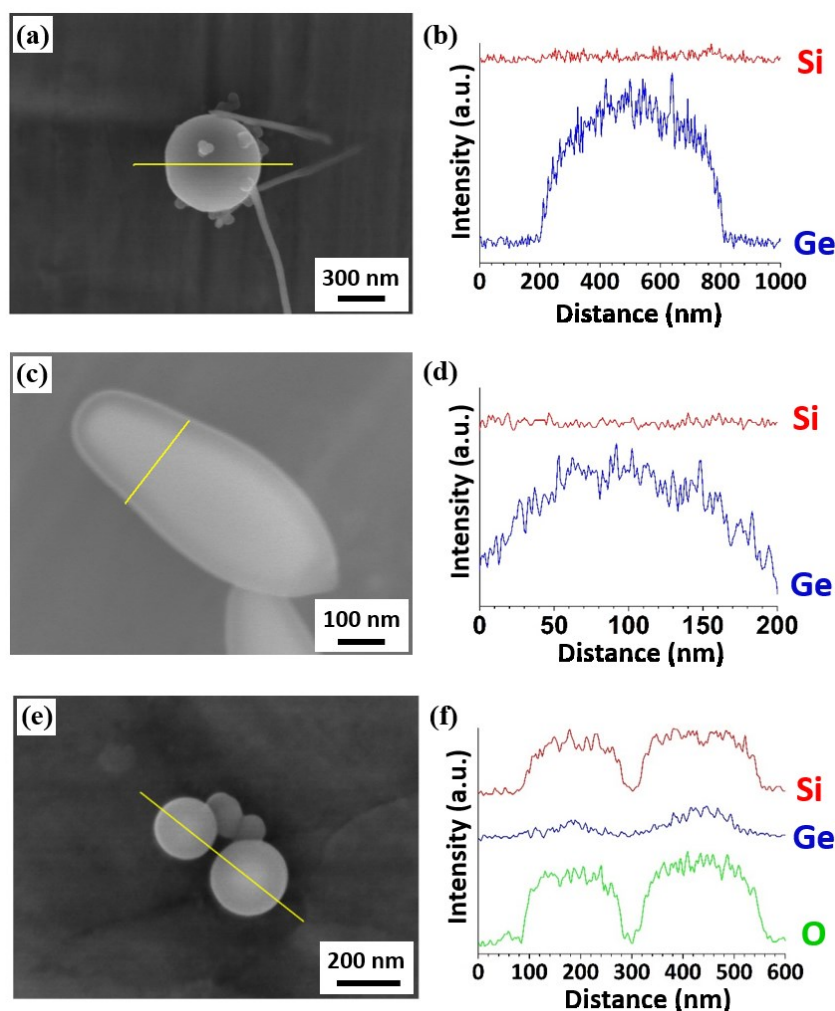 (a)
300 nm
(b)
Intensity (a.u.)
Si
Ge
0 200 400 600 800 1000
Distance (nm)
(c)
100 nm
(d)
Intensity (a.u.)
Si
Ge
0 50 100 150 200
Distance (nm)
(e)
200 nm
(f)
Intensity (a.u.)
Si
Ge
O
0 100 200 300 400 500 600
Distance (nm)